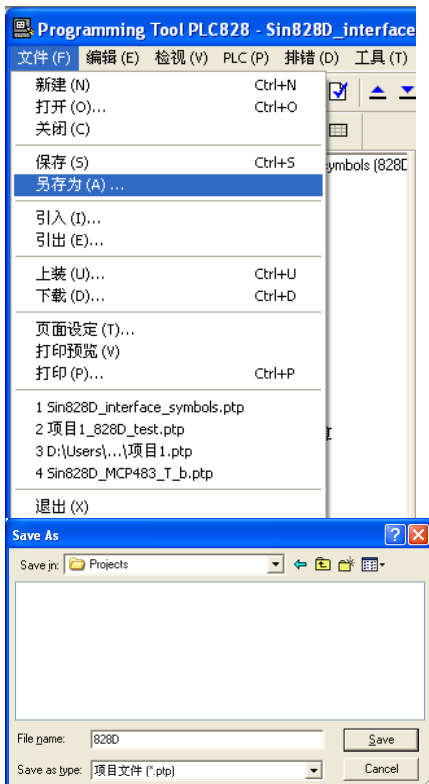 Programming Tool PLC828 - Sin828D_interface
文件 (F) 编辑 (E) 检视 (V) PLC (P) 排错 (D) 工具 (T)
新建 (N) Ctrl+N
打开 (O)... Ctrl+O
关闭 (C)
保存 (S) Ctrl+S
ymbols (828D
另存为 (A) ...
引入 (I)...
引出 (E)...
上装 (U)... Ctrl+U
下载 (D)... Ctrl+D
页面设定 (T)...
打印预览 (V)
打印 (P)... Ctrl+P
1 Sin828D_interface_symbols.ptp
2 项目1_828D_test.ptp
3 D:\Users\...\项目1.ptp
4 Sin828D_MCP483_T_b.ptp
退出 (X)
Save As
Save in: Projects
File name: 828D Save
Save as type: 项目文件 (*.ptp) Cancel